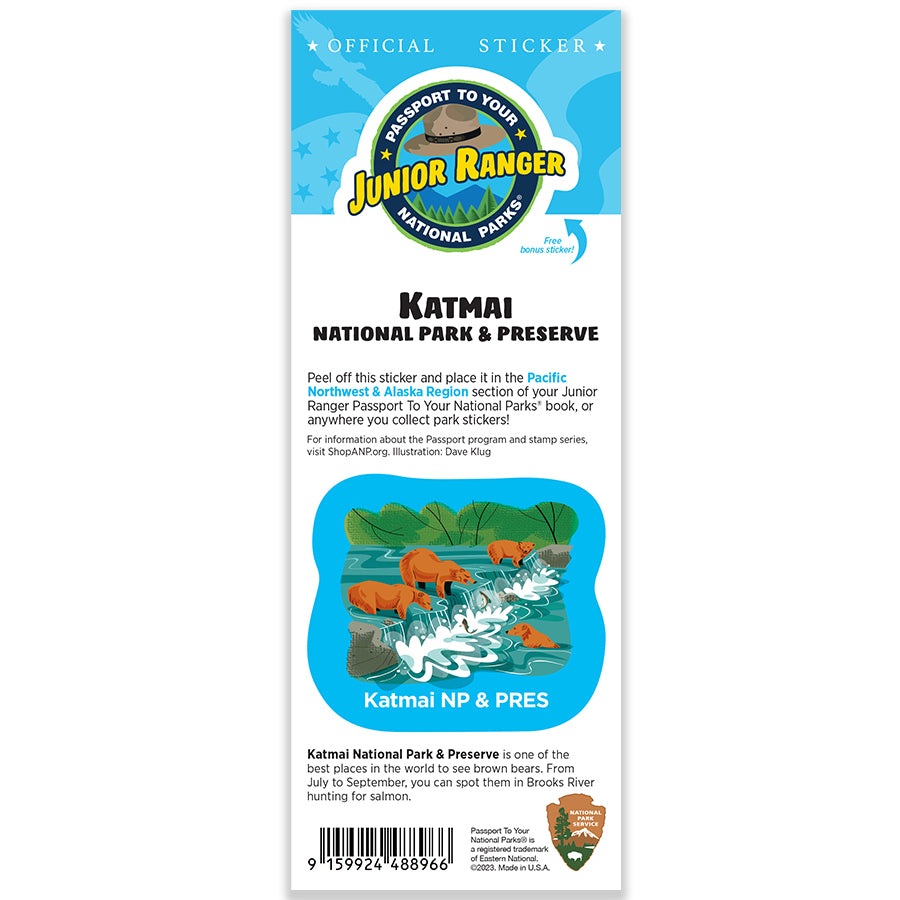 ★ OFFICIAL STICKER ★
PASSPORT TO YOUR
JUNIOR RANGER
NATIONAL PARKS®
Free
bonus sticker!
KATMAI
NATIONAL PARK & PRESERVE
Peel off this sticker and place it in the Pacific
Northwest & Alaska Region section of your Junior
Ranger Passport To Your National Parks® book, or
anywhere you collect park stickers!
For information about the Passport program and stamp series,
visit ShopANP.org. Illustration: Dave Klug
Katmai NP & PRES
Katmai National Park & Preserve is one of the
best places in the world to see brown bears. From
July to September, you can spot them in Brooks River
hunting for salmon.
NATIONAL
PARK
SERVICE
Passport To Your
National Parks® is
a registered trademark
of Eastern National.
©2023. Made in U.S.A.
9 159924 488966